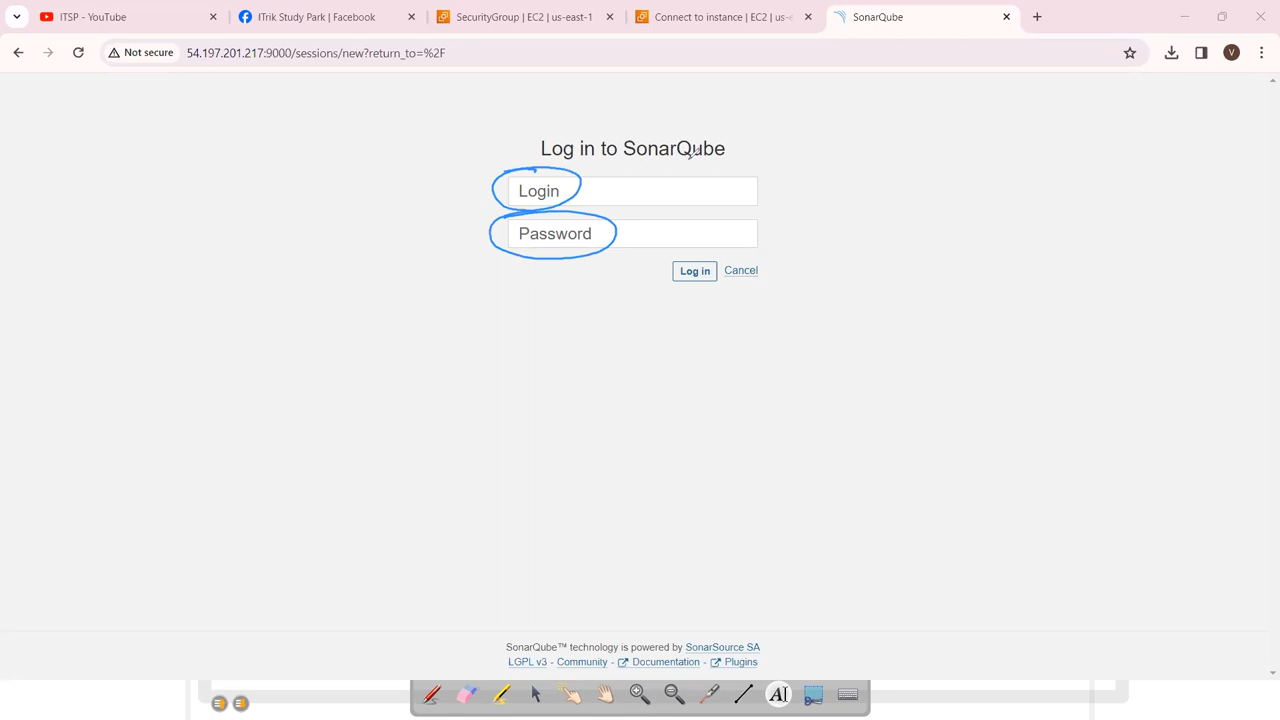 ITSP - YouTube
ITrik Study Park | Facebook
SecurityGroup | EC2 | us-east-1
Connect to instance | EC2 | us-e
SonarQube
Not secure
54.197.201.217:9000/sessions/new?return_to=%2F
V
Log in to SonarQube
Login
Password
Log in Cancel
SonarQube™ technology is powered by SonarSource SA
LGPL v3 - Community - Documentation - Plugins
AI